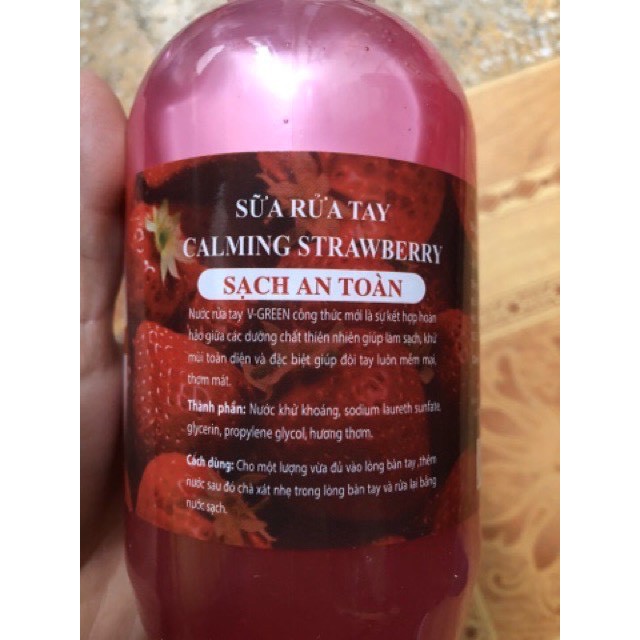 SỮA RỬA TAY
CALMING STRAWBERRY
SẠCH AN TOÀN
Nước rửa tay V-GREEN công thức mới là sự kết hợp hoàn
hảo giữa các dưỡng chất thiên nhiên giúp làm sạch, khử
mùi toàn diện và đặc biệt giúp đôi tay luôn mềm mại,
thơm mát.
Thành phần: Nước khử khoáng, sodium laureth sunfate,
glycerin, propylene glycol, hương thơm.
Cách dùng: Cho một lượng vừa đủ vào lòng bàn tay ,thêm
nước sau đó chà xát nhẹ trong lòng bàn tay và rửa lại bằng
nước sạch.